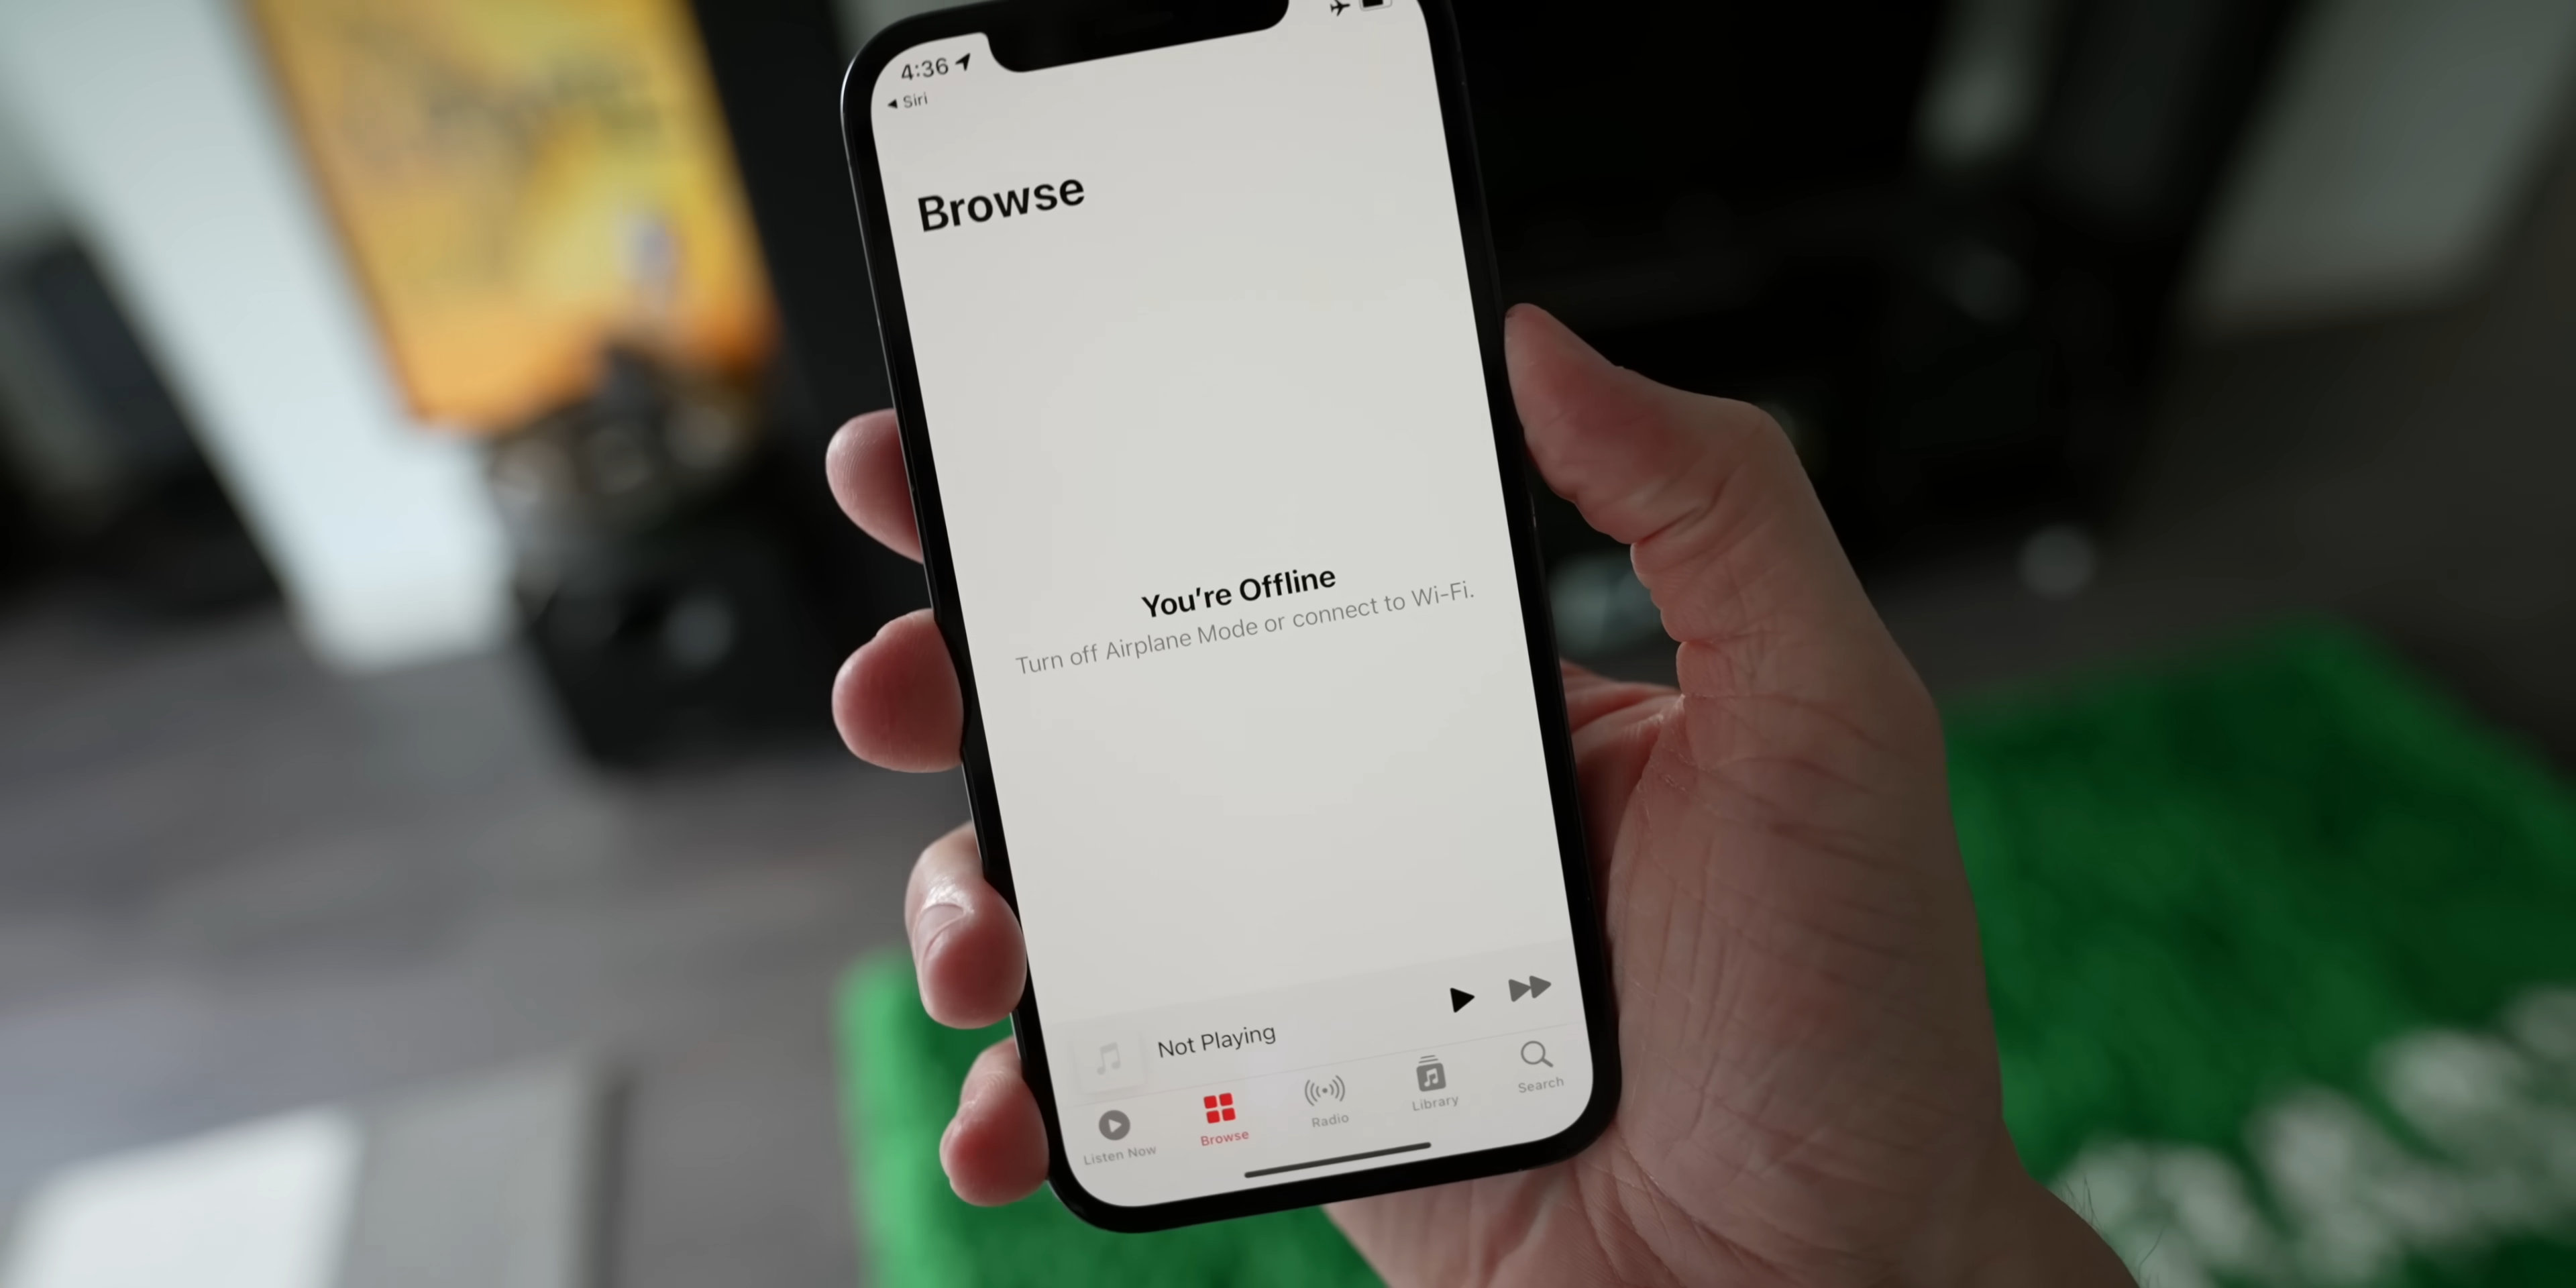 4:36
◀ Siri
Browse
You're Offline
Turn off Airplane Mode or connect to Wi-Fi.
Not Playing
Listen Now
Browse
Radio
Library
Search